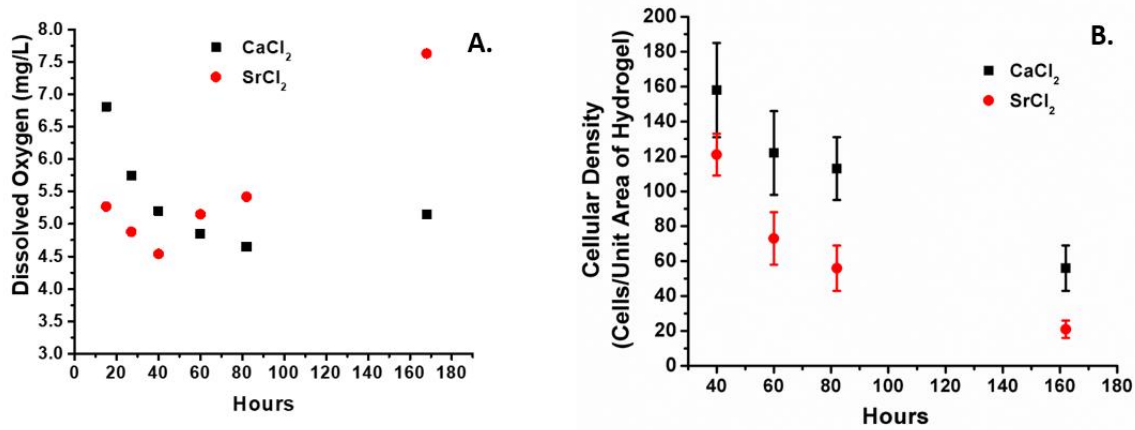 A.
CaCl2
SrCl2
Dissolved Oxygen (mg/L)
8.0
7.5
7.0
6.5
6.0
5.5
5.0
4.5
4.0
3.5
3.0
0 20 40 60 80 100 120 140 160 180
Hours
B.
CaCl2
SrCl2
Cellular Density
(Cells/Unit Area of Hydrogel)
200
180
160
140
120
100
80
60
40
20
0
40 60 80 100 120 140 160 180
Hours